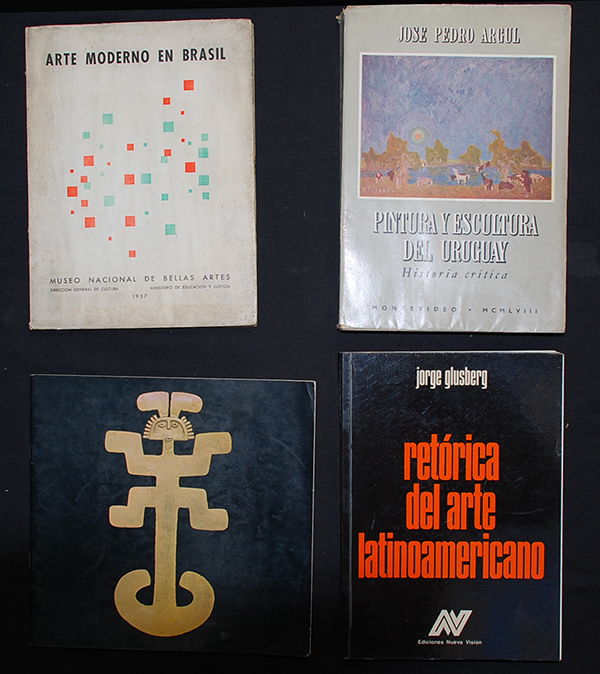 ARTE MODERNO EN BRASIL
MUSEO NACIONAL DE BELLAS ARTES
DIRECCION GENERAL DE CULTURA MINISTERIO DE EDUCACION Y JUSTICIA
1957
JOSE PEDRO ARGUL
PINTURA Y ESCULTURA
DEL URUGUAY
Historia crítica
MONTEVIDEO • MCMLVIII
jorge glusberg
retórica
del arte
latinoamericano
Ediciones Nueva Visión